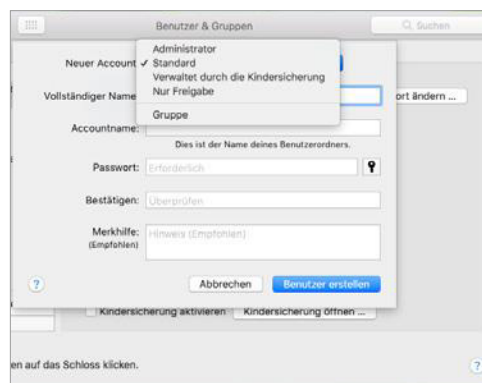 Benutzer & Gruppen
Suchen
Neuer Account
Administrator
✓ Standard
Verwaltet durch die Kindersicherung
Nur Freigabe
Gruppe
Vollständiger Name
ort ändern ...
Accountname:
Dies ist der Name deines Benutzerordners.
Passwort: Erforderlich
Bestätigen: Überprüfen
Merkhilfe: Hinweis (Empfohlen)
(Empfohlen)
? Abbrechen Benutzer erstellen
Kindersicherung aktivieren Kindersicherung öffnen ...
en auf das Schloss klicken. ?